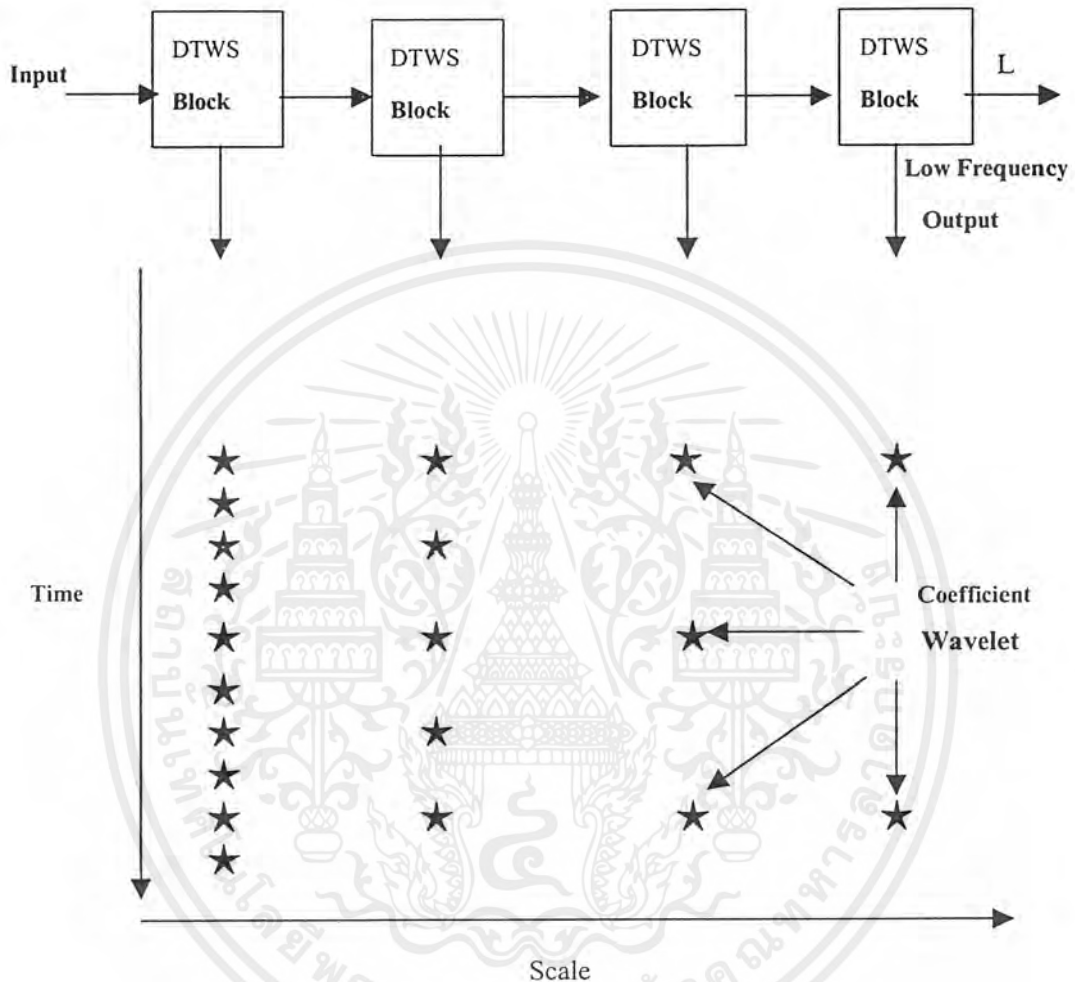 DTWS
Block
DTWS
Block
DTWS
Block
DTWS
Block
Input
L
Low Frequency
Output
Time
Coefficient
Wavelet
Scale